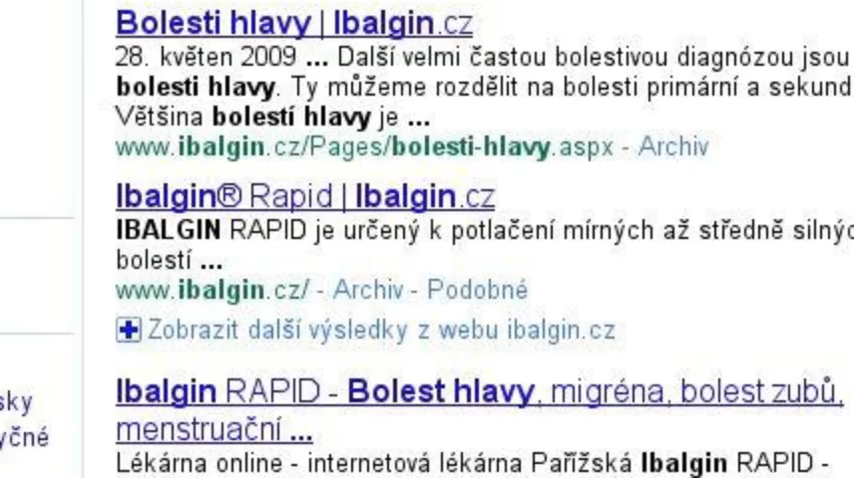 Bolesti hlavy | Ibalgin.cz
28. květen 2009 ... Další velmi častou bolestivou diagnózou jsou
bolesti hlavy. Ty můžeme rozdělit na bolesti primární a sekund
Většina bolestí hlavy je ...
www.ibalgin.cz/Pages/bolesti-hlavy.aspx - Archiv
Ibalgin® Rapid | Ibalgin.cz
IBALGIN RAPID je určený k potlačení mírných až středně silnýc
bolestí ...
www.ibalgin.cz/ - Archiv - Podobné
Zobrazit další výsledky z webu ibalgin.cz
Ibalgin RAPID - Bolest hlavy, migréna, bolest zubů,
menstruační ...
Lékárna online - internetová lékárna Pařížská Ibalgin RAPID -
sky
yčné